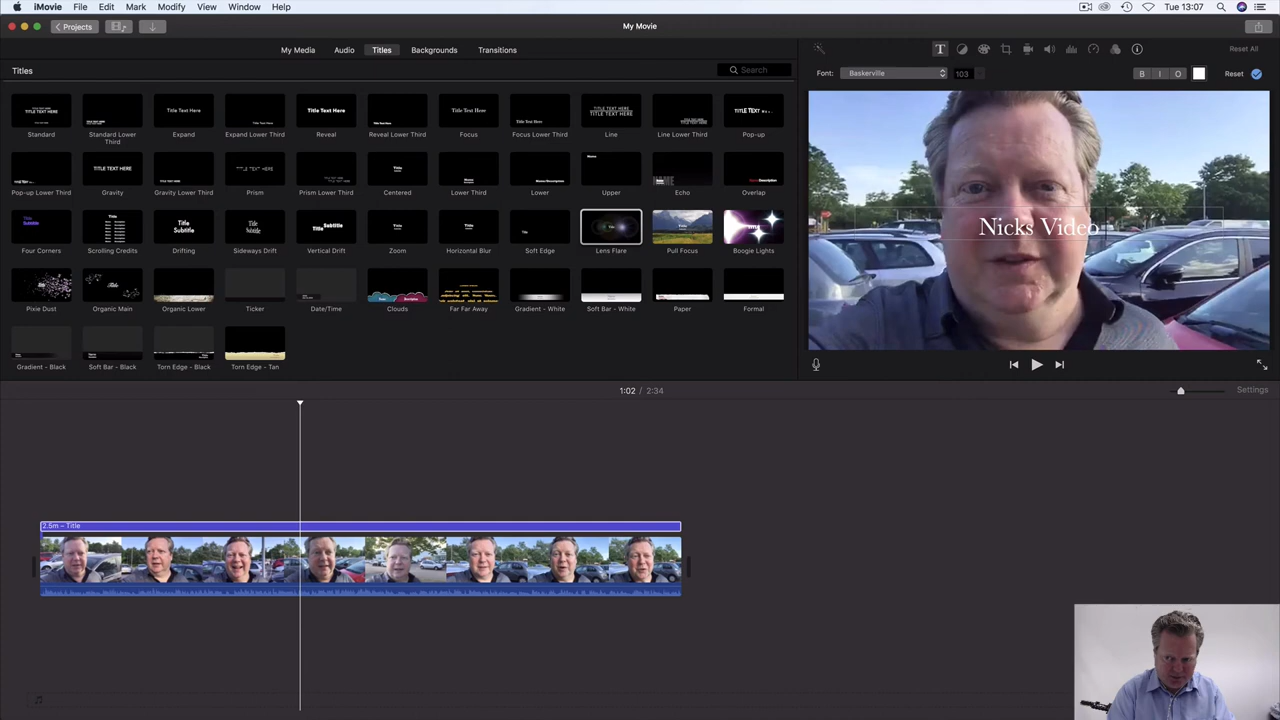 iMovie File Edit Mark Modify View Window Help
Tue 13:07
Projects
My Movie
My Media Audio Titles Backgrounds Transitions
Reset All
Titles
Search
Font: Baskerville 103 B I O Reset
Standard
Standard Lower Third
Expand
Expand Lower Third
Reveal
Reveal Lower Third
Focus
Focus Lower Third
Line
Line Lower Third
Pop-up
Pop-up Lower Third
Gravity
Gravity Lower Third
Prism
Prism Lower Third
Centered
Lower Third
Lower
Upper
Echo
Overlap
Four Corners
Scrolling Credits
Drifting
Sideways Drift
Vertical Drift
Zoom
Horizontal Blur
Soft Edge
Lens Flare
Pull Focus
Boogie Lights
Pixie Dust
Organic Main
Organic Lower
Ticker
Date/Time
Clouds
Far Far Away
Gradient - White
Soft Bar - White
Paper
Formal
Gradient - Black
Soft Bar - Black
Torn Edge - Black
Torn Edge - Tan
Nicks Video
1:02 / 2:34
Settings
2.5m – Title